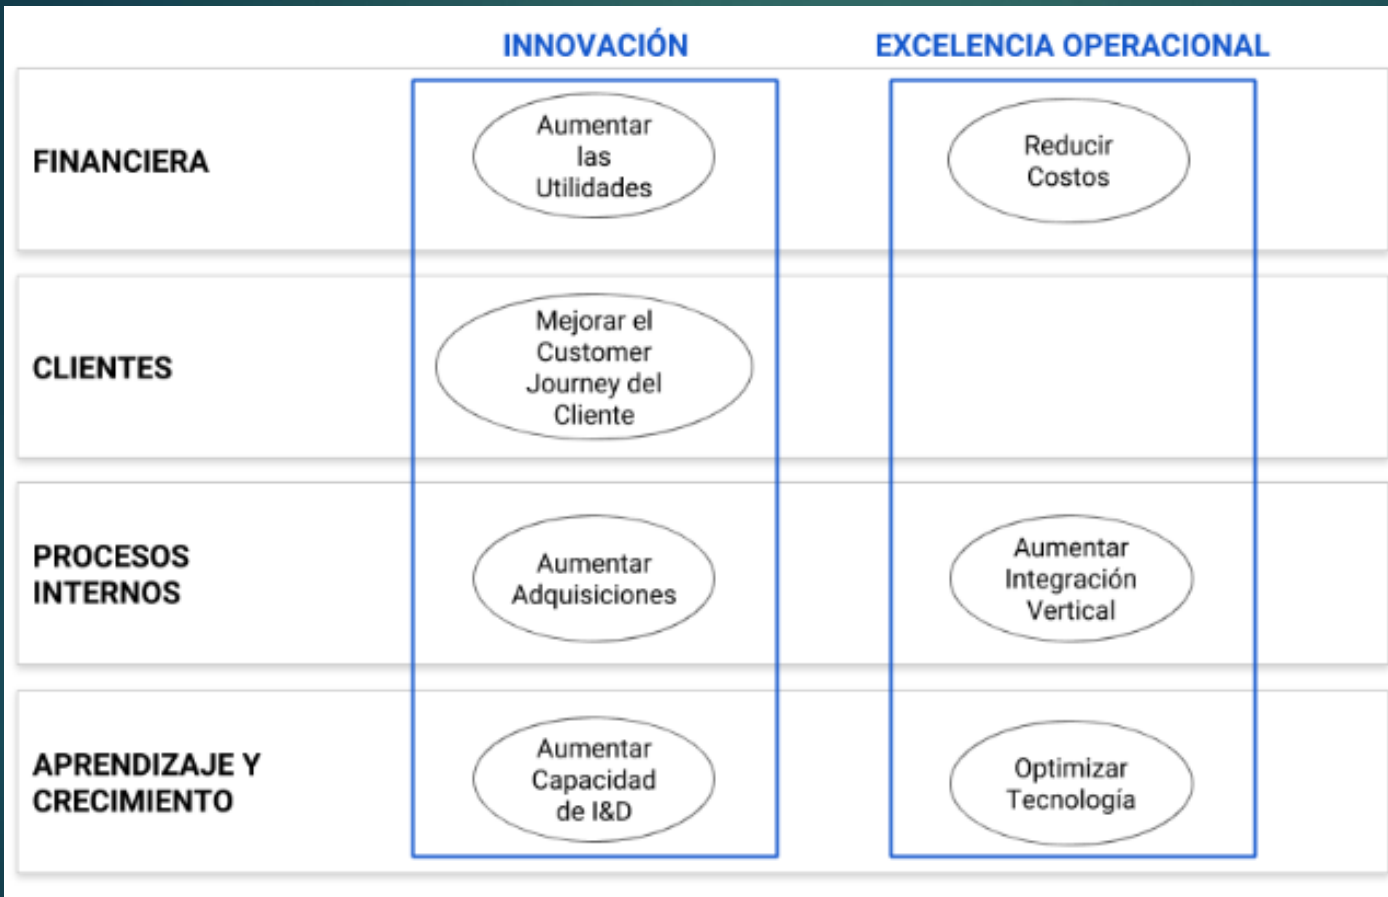 INNOVACIÓN
EXCELENCIA OPERACIONAL
FINANCIERA
Aumentar
las
Utilidades
Reducir
Costos
CLIENTES
Mejorar el
Customer
Journey del
Cliente
PROCESOS
INTERNOS
Aumentar
Adquisiciones
Aumentar
Integración
Vertical
APRENDIZAJE Y
CRECIMIENTO
Aumentar
Capacidad
de I&D
Optimizar
Tecnología